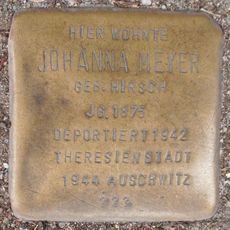 HIER WOHNTE
JOHANNA MEYER
GEB. HIRSCH
JG. 1875
DEPORTIERT 1942
THERESIENSTADT
1944 AUSCHWITZ
???